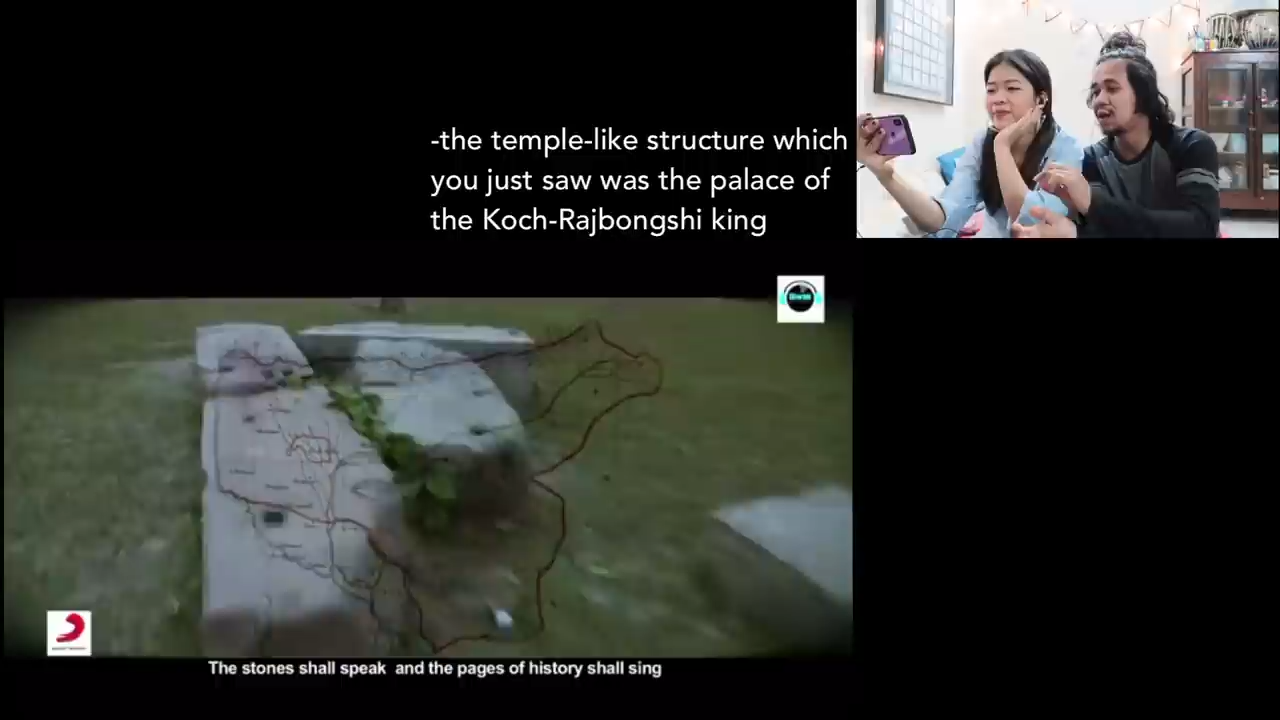 -the temple-like structure which
you just saw was the palace of
the Koch-Rajbongshi king
The stones shall speak and the pages of history shall sing